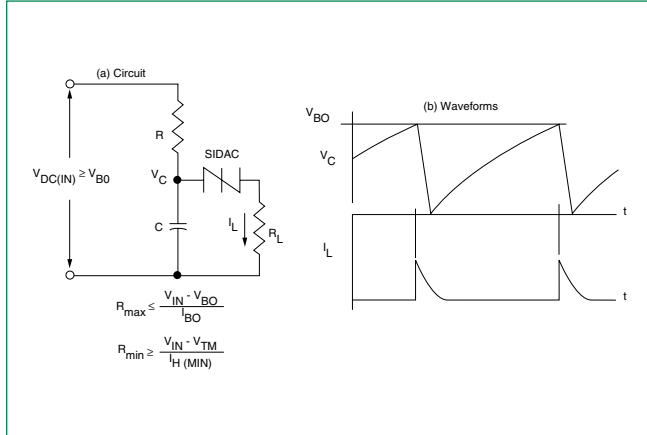 (a) Circuit
R
SIDAC
V_DC(IN) ≥ V_B0
V_C
C
I_L
R_L
R_max ≤ (V_IN - V_BO) / I_BO
R_min ≥ (V_IN - V_TM) / I_H (MIN)
(b) Waveforms
V_BO
V_C
t
I_L
t